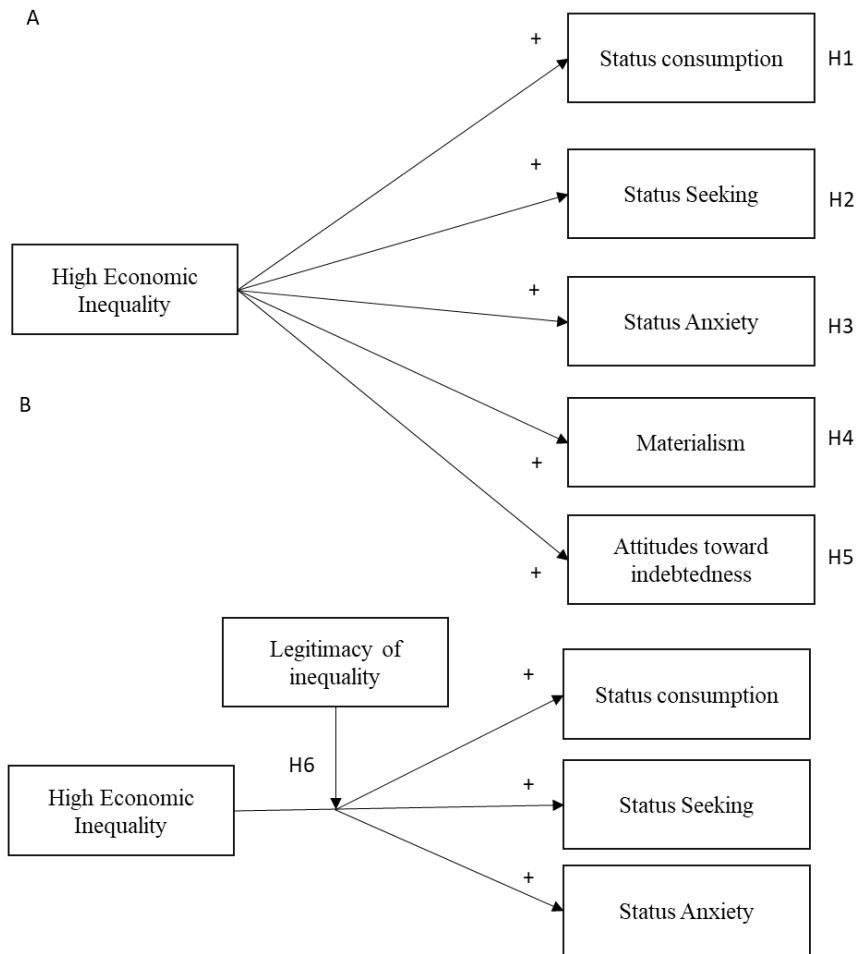 A
+
Status consumption
H1
+
Status Seeking
H2
High Economic
Inequality
+
Status Anxiety
H3
B
Materialism
H4
+
Attitudes toward
indebtedness
H5
+
Legitimacy of
inequality
+
Status consumption
H6
High Economic
Inequality
+
Status Seeking
+
Status Anxiety